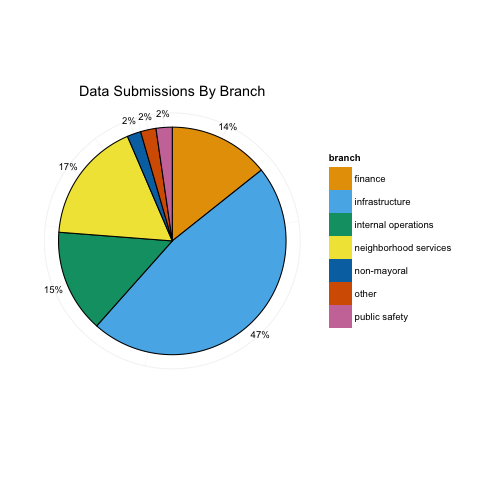 Data Submissions By Branch
2%
2%
2%
14%
17%
15%
47%
branch
finance
infrastructure
internal operations
neighborhood services
non-mayoral
other
public safety